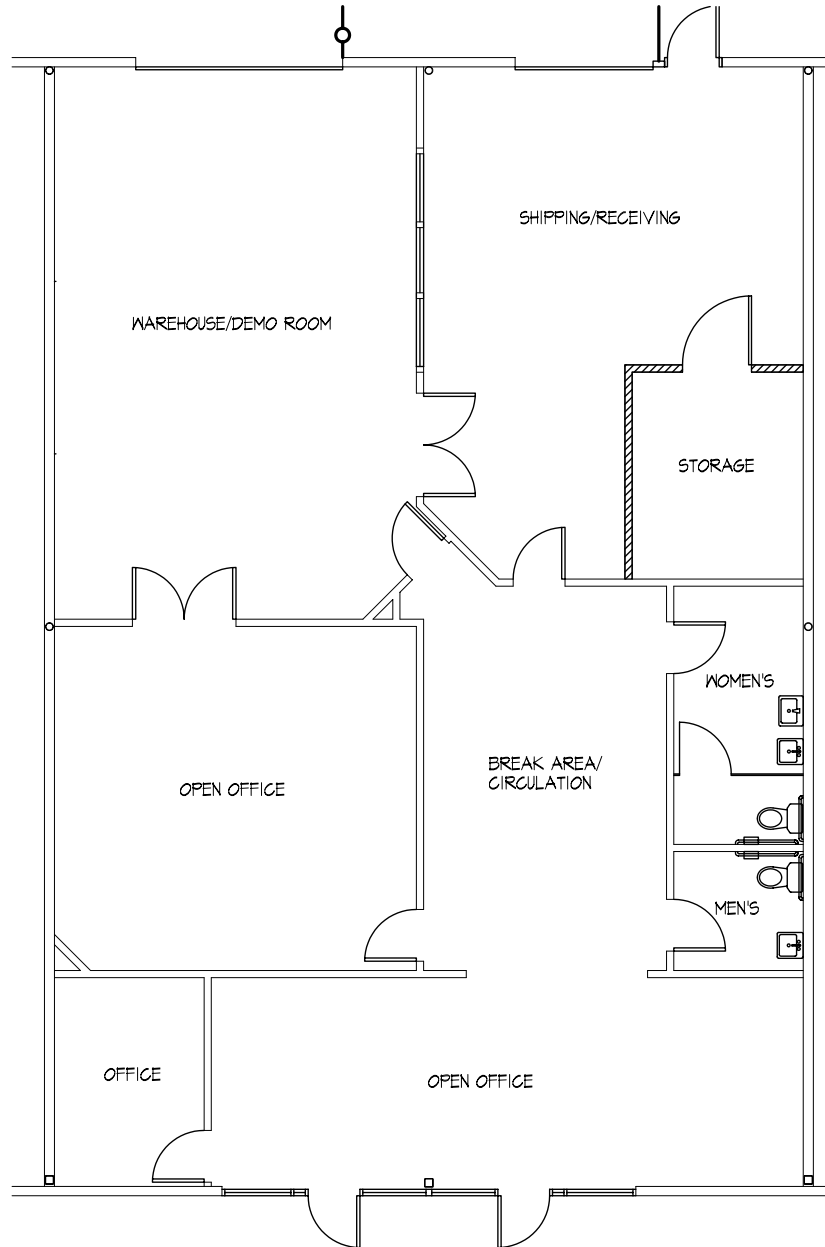 SHIPPING/RECEIVING
WAREHOUSE/DEMO ROOM
STORAGE
WOMEN'S
BREAK AREA/
CIRCULATION
OPEN OFFICE
MEN'S
OFFICE
OPEN OFFICE